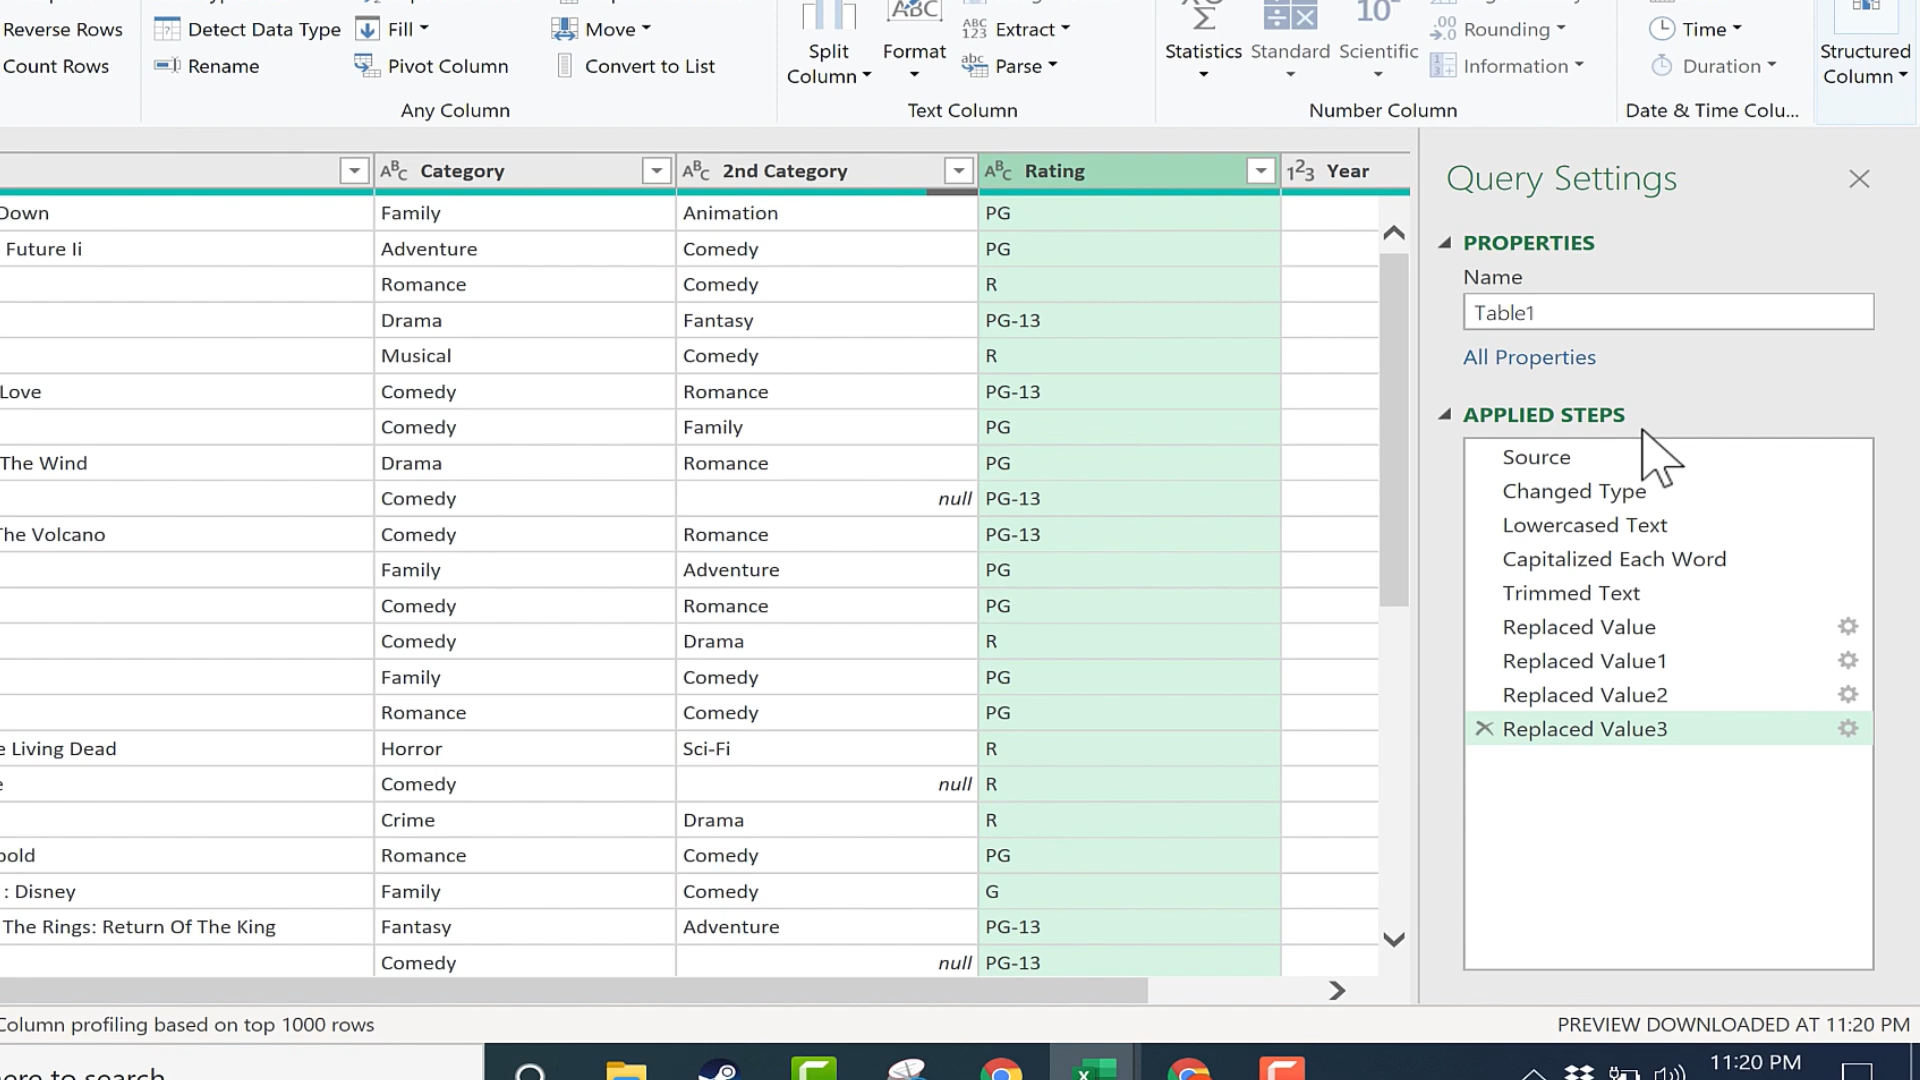 Reverse Rows
Detect Data Type
Fill
Move
Split Column
Format
Extract
Statistics
Standard
Scientific
Rounding
Time
Structured Column
Count Rows
Rename
Pivot Column
Convert to List
Parse
Information
Duration
Any Column
Text Column
Number Column
Date & Time Colu...
Category
2nd Category
Rating
Year
Down Family Animation PG
Future Ii Adventure Comedy PG
Romance Comedy R
Drama Fantasy PG-13
Musical Comedy R
Love Comedy Romance PG-13
Comedy Family PG
The Wind Drama Romance PG
Comedy null PG-13
The Volcano Comedy Romance PG-13
Family Adventure PG
Comedy Romance PG
Comedy Drama R
Family Comedy PG
Romance Comedy PG
e Living Dead Horror Sci-Fi R
e Comedy null R
Crime Drama R
bold Romance Comedy PG
: Disney Family Comedy G
The Rings: Return Of The King Fantasy Adventure PG-13
Comedy null PG-13
Query Settings
PROPERTIES
Name
Table1
All Properties
APPLIED STEPS
Source
Changed Type
Lowercased Text
Capitalized Each Word
Trimmed Text
Replaced Value
Replaced Value1
Replaced Value2
Replaced Value3
Column profiling based on top 1000 rows
PREVIEW DOWNLOADED AT 11:20 PM
here to search
11:20 PM